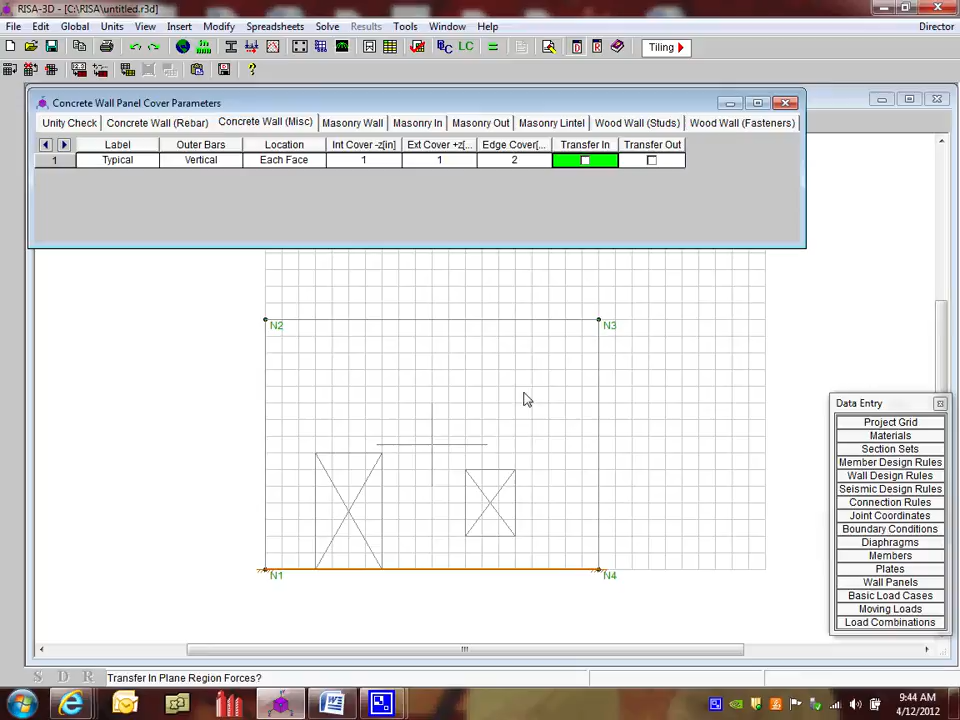 RISA-3D - [C:\RISA\untitled.r3d]
File Edit Global Units View Insert Modify Spreadsheets Solve Results Tools Window Help Director
BC LC D R Tiling
?
Concrete Wall Panel Cover Parameters
Unity Check Concrete Wall (Rebar) Concrete Wall (Misc) Masonry Wall Masonry In Masonry Out Masonry Lintel Wood Wall (Studs) Wood Wall (Fasteners)
Label Outer Bars Location Int Cover -z[in] Ext Cover +z[... Edge Cover[... Transfer In Transfer Out
1 Typical Vertical Each Face 1 1 2
N2 N3
N1 N4
Data Entry
Project Grid
Materials
Section Sets
Member Design Rules
Wall Design Rules
Seismic Design Rules
Connection Rules
Joint Coordinates
Boundary Conditions
Diaphragms
Members
Plates
Wall Panels
Basic Load Cases
Moving Loads
Load Combinations
S D R Transfer In Plane Region Forces?
9:44 AM
4/12/2012